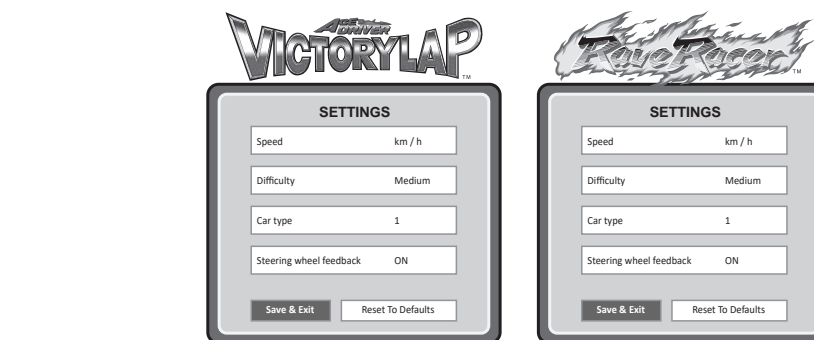 ACE DRIVER
VICTORY LAP
TM
SETTINGS
Speed km / h
Difficulty Medium
Car type 1
Steering wheel feedback ON
Save & Exit Reset To Defaults
Rave Racer
TM
SETTINGS
Speed km / h
Difficulty Medium
Car type 1
Steering wheel feedback ON
Save & Exit Reset To Defaults